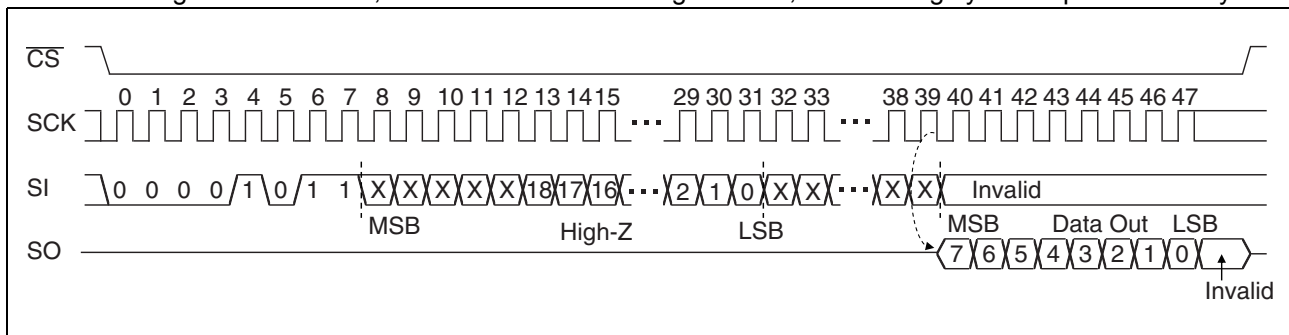 CS
0 1 2 3 4 5 6 7 8 9 10 11 12 13 14 15 29 30 31 32 33 38 39 40 41 42 43 44 45 46 47
SCK
SI 0 0 0 0 1 0 1 1 X X X X X 18 17 16 2 1 0 X X X X Invalid
MSB High-Z LSB MSB Data Out LSB
SO 7 6 5 4 3 2 1 0
Invalid